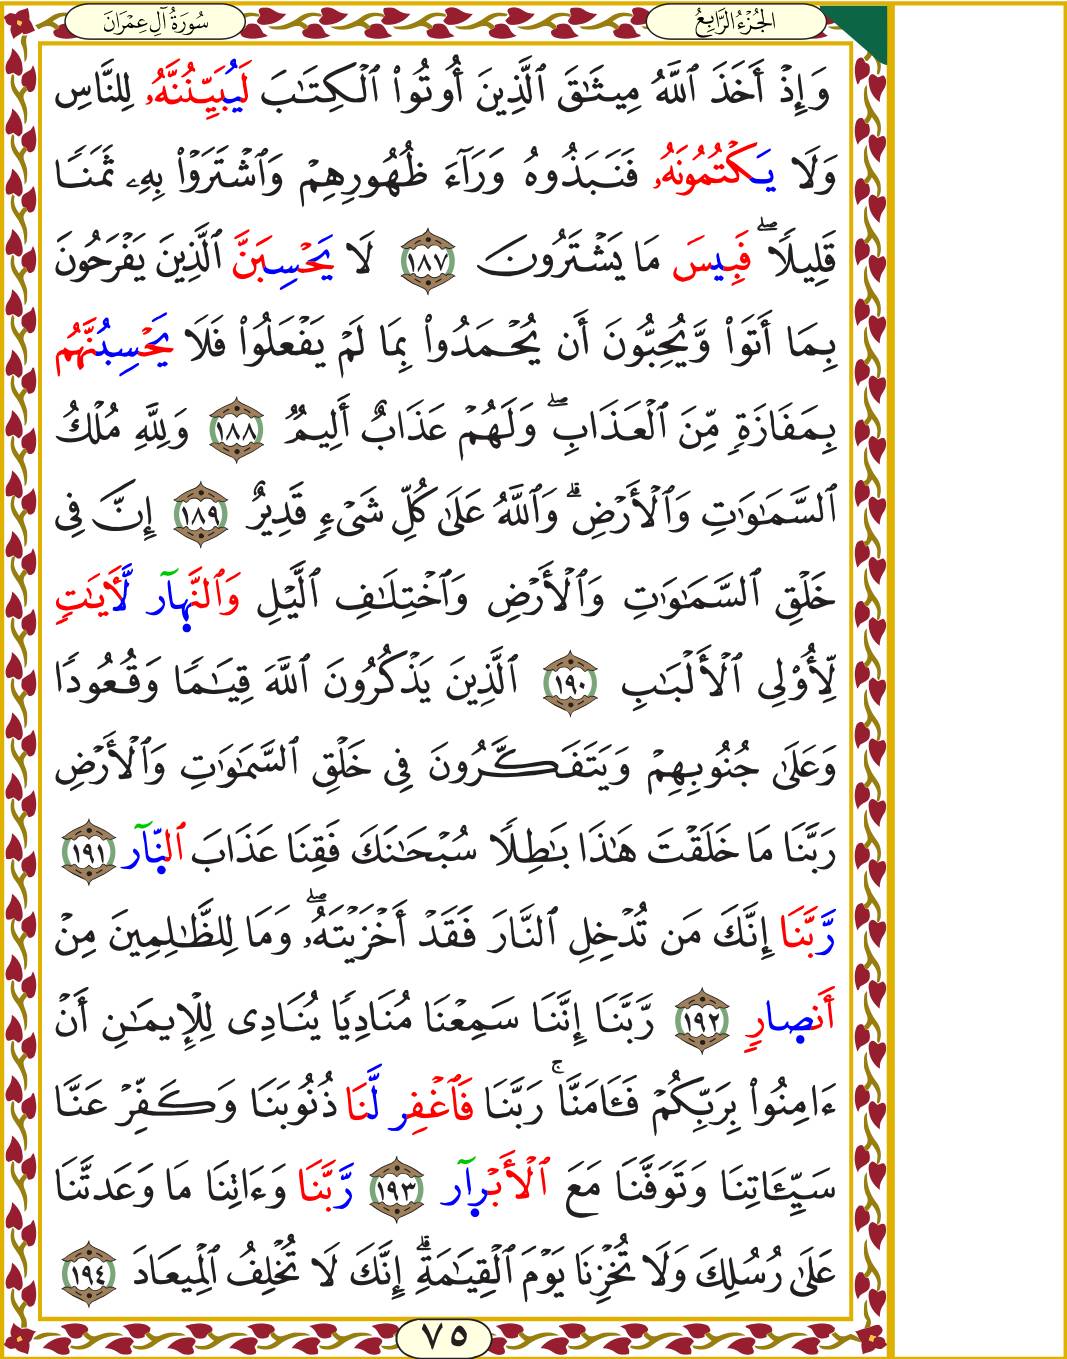 الجُزْءُ الرَّابِعُ
سُورَةُ آلِ عِمْرَانَ
وَإِذْ أَخَذَ ٱللَّهُ مِيثَٰقَ ٱلَّذِينَ أُوتُوا۟ ٱلْكِتَٰبَ لَيُبَيِّنُنَّهُۥ لِلنَّاسِ
وَلَا يَكْتُمُونَهُۥ فَنَبَذُوهُ وَرَآءَ ظُهُورِهِمْ وَٱشْتَرَوْا۟ بِهِۦ ثَمَنًا
قَلِيلًاۖ فَبِيسَ مَا يَشْتَرُونَ ١٨٧ لَا يَحْسِبَنَّ ٱلَّذِينَ يَفْرَحُونَ
بِمَا أَتَوا۟ وَّيُحِبُّونَ أَن يُحْمَدُوا۟ بِمَا لَمْ يَفْعَلُوا۟ فَلَا يَحْسِبُنَّهُم
بِمَفَازَةٍ مِّنَ ٱلْعَذَابِۖ وَلَهُمْ عَذَابٌ أَلِيمٌ ١٨٨ وَلِلَّهِ مُلْكُ
ٱلسَّمَٰوَٰتِ وَٱلْأَرْضِۗ وَٱللَّهُ عَلَىٰ كُلِّ شَىْءٍ قَدِيرٌ ١٨٩ إِنَّ فِى
خَلْقِ ٱلسَّمَٰوَٰتِ وَٱلْأَرْضِ وَٱخْتِلَٰفِ ٱلَّيْلِ وَٱلنَّهِارِ لَّأَيَٰتٍ
لِّأُو۟لِى ٱلْأَلْبَٰبِ ١٩٠ ٱلَّذِينَ يَذْكُرُونَ ٱللَّهَ قِيَٰمًا وَقُعُودًا
وَعَلَىٰ جُنُوبِهِمْ وَيَتَفَكَّرُونَ فِى خَلْقِ ٱلسَّمَٰوَٰتِ وَٱلْأَرْضِ
رَبَّنَا مَا خَلَقْتَ هَٰذَا بَٰطِلًا سُبْحَٰنَكَ فَقِنَا عَذَابَ ٱلنِّار ١٩١
رَّبَّنَا إِنَّكَ مَن تُدْخِلِ ٱلنَّارَ فَقَدْ أَخْزَيْتَهُۥۖ وَمَا لِلظَّٰلِمِينَ مِنْ
أَنصِارٍ ١٩٢ رَّبَّنَا إِنَّنَا سَمِعْنَا مُنَادِيًا يُنَادِى لِلْإِيمَٰنِ أَنْ
ءَامِنُوا۟ بِرَبِّكُمْ فَـَٔامَنَّاۚ رَبَّنَا فَٱغْفِر لَّنَا ذُنُوبَنَا وَكَفِّرْ عَنَّا
سَيِّـَٔاتِنَا وَتَوَفَّنَا مَعَ ٱلْأَبْرِار ١٩٣ رَّبَّنَا وَءَاتِنَا مَا وَعَدتَّنَا
عَلَىٰ رُسُلِكَ وَلَا تُخْزِنَا يَوْمَ ٱلْقِيَٰمَةِۗ إِنَّكَ لَا تُخْلِفُ ٱلْمِيعَادَ ١٩٤
٧٥